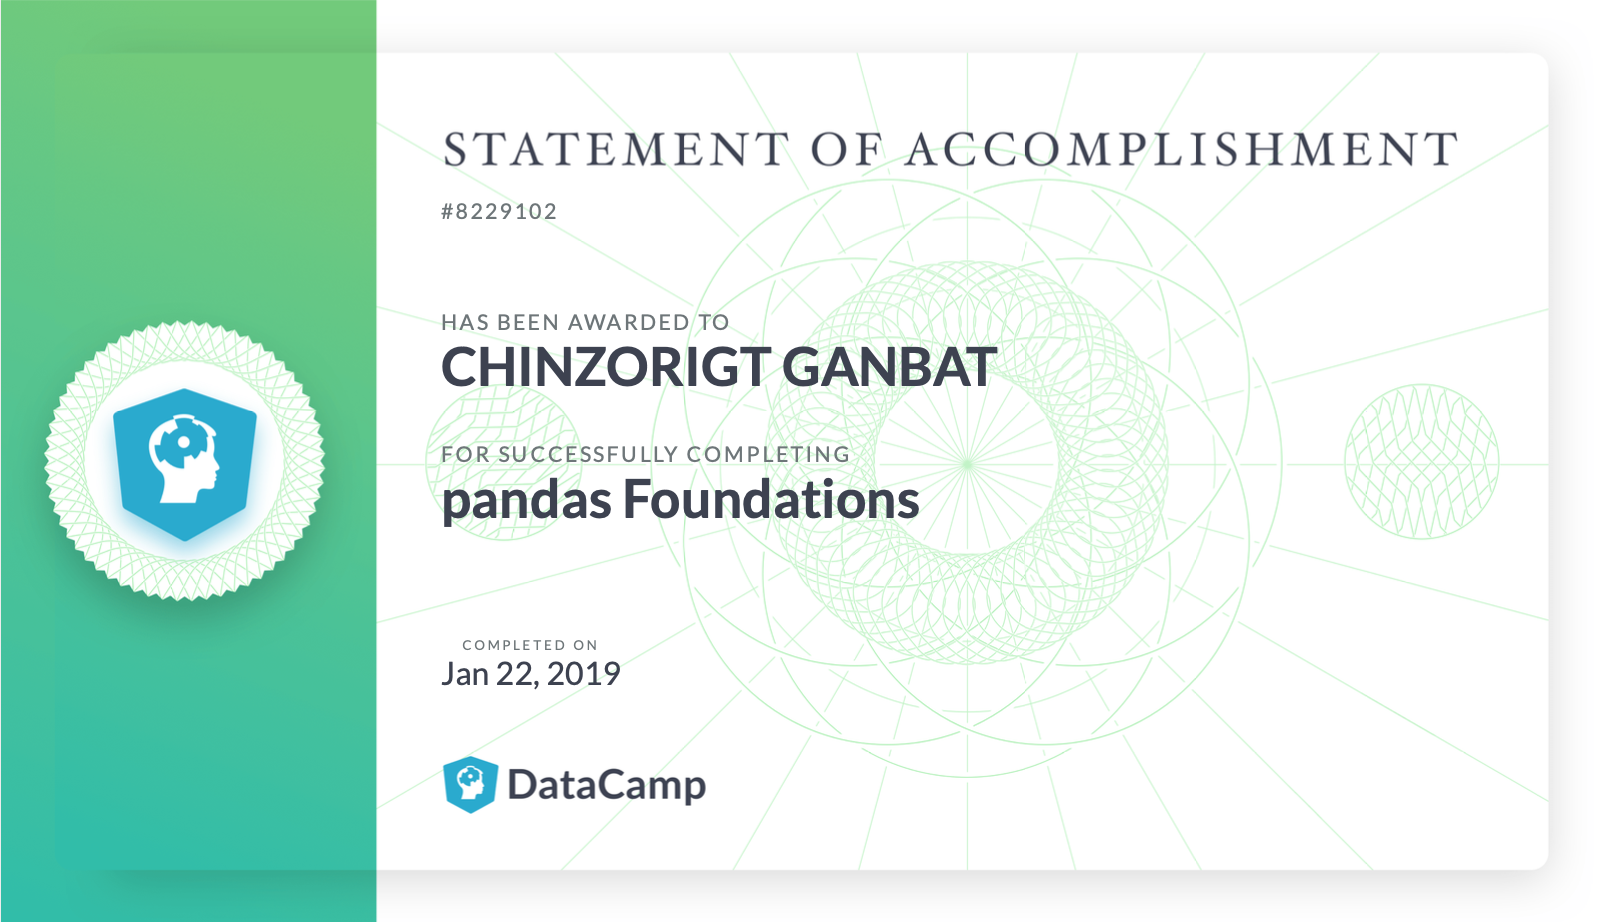 STATEMENT OF ACCOMPLISHMENT
#8229102
HAS BEEN AWARDED TO
CHINZORIGT GANBAT
FOR SUCCESSFULLY COMPLETING
pandas Foundations
COMPLETED ON
Jan 22, 2019
DataCamp